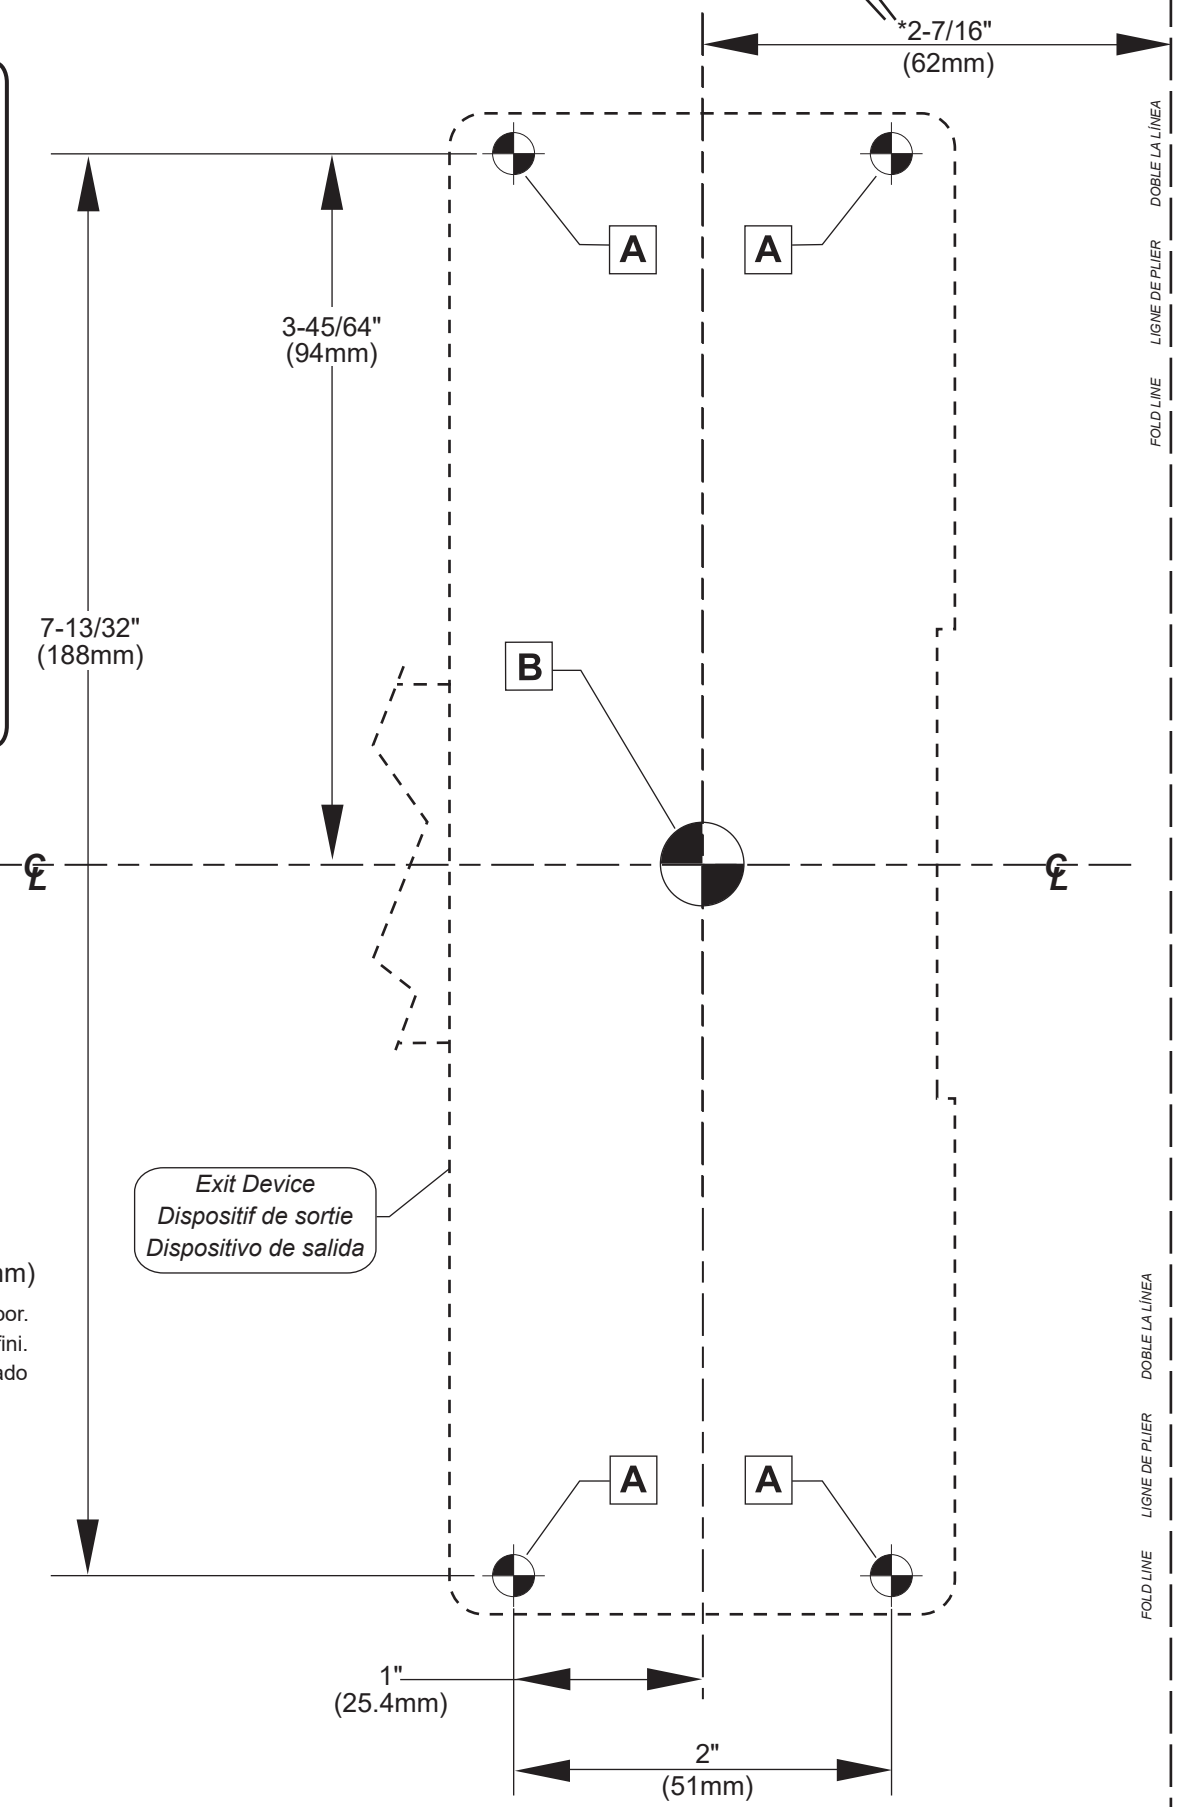 *2-7/16"
(62mm)
DOBLE LA LÍNEA
LIGNE DE PLIER
FOLD LINE
A
A
3-45/64"
(94mm)
7-13/32"
(188mm)
B
℄
℄
Exit Device
Dispositif de sortie
Dispositivo de salida
A
A
DOBLE LA LÍNEA
LIGNE DE PLIER
FOLD LINE
1"
(25.4mm)
2"
(51mm)